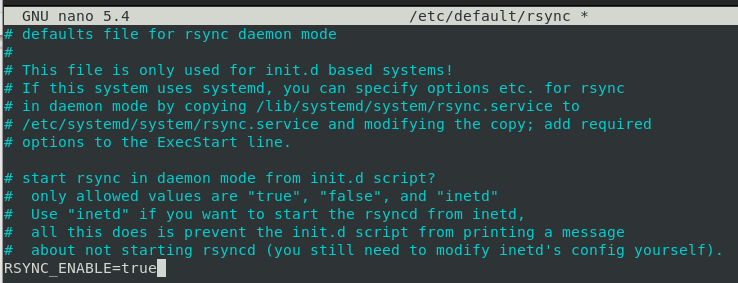 GNU nano 5.4 /etc/default/rsync *
# defaults file for rsync daemon mode
#
# This file is only used for init.d based systems!
# If this system uses systemd, you can specify options etc. for rsync
# in daemon mode by copying /lib/systemd/system/rsync.service to
# /etc/systemd/system/rsync.service and modifying the copy; add required
# options to the ExecStart line.

# start rsync in daemon mode from init.d script?
#  only allowed values are "true", "false", and "inetd"
#  Use "inetd" if you want to start the rsyncd from inetd,
#  all this does is prevent the init.d script from printing a message
#  about not starting rsyncd (you still need to modify inetd's config yourself).
RSYNC_ENABLE=true